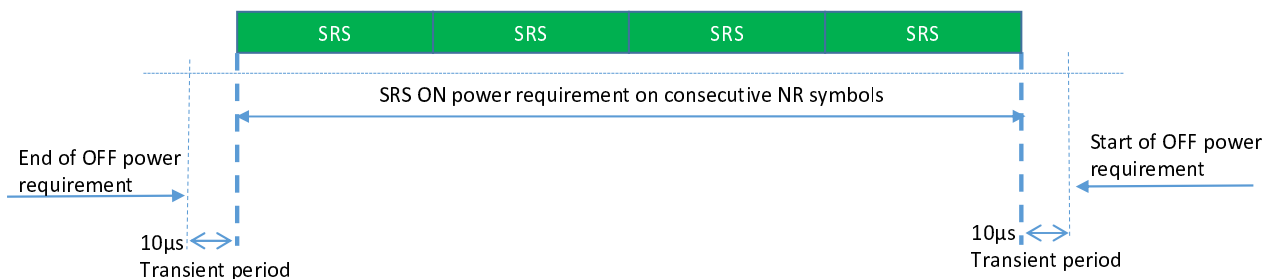 SRS SRS SRS SRS
SRS ON power requirement on consecutive NR symbols
End of OFF power
requirement
Start of OFF power
requirement
10µs
Transient period
10µs
Transient period